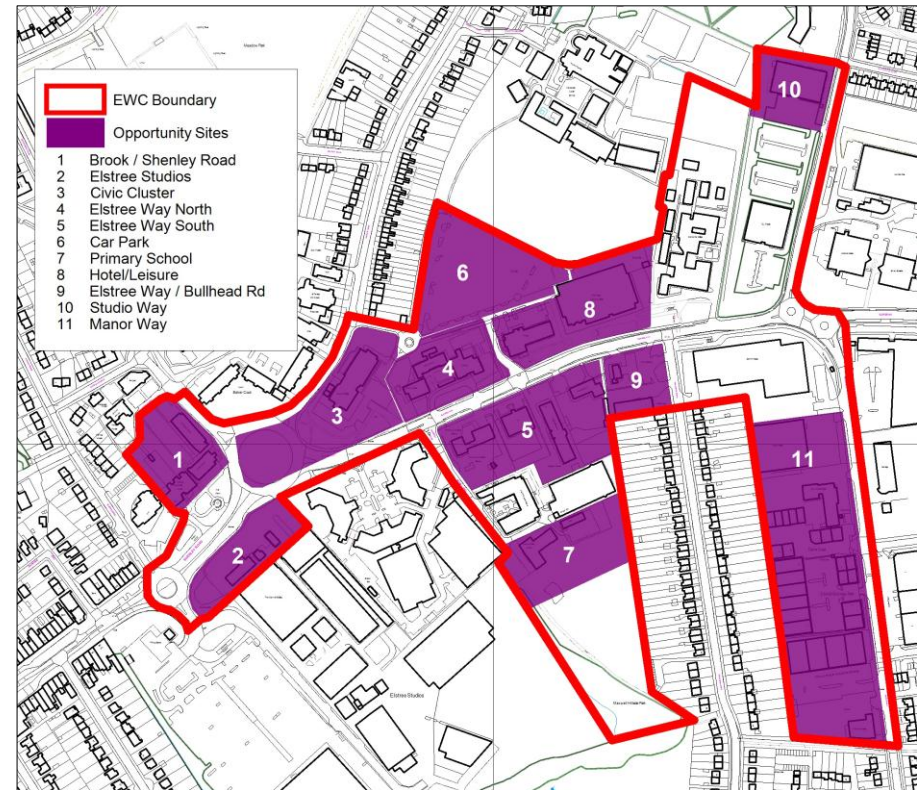 EWC Boundary
Opportunity Sites
1 Brook / Shenley Road
2 Elstree Studios
3 Civic Cluster
4 Elstree Way North
5 Elstree Way South
6 Car Park
7 Primary School
8 Hotel/Leisure
9 Elstree Way / Bullhead Rd
10 Studio Way
11 Manor Way
10
6
8
4
9
3
5
1
11
7
2
Elstree Studios